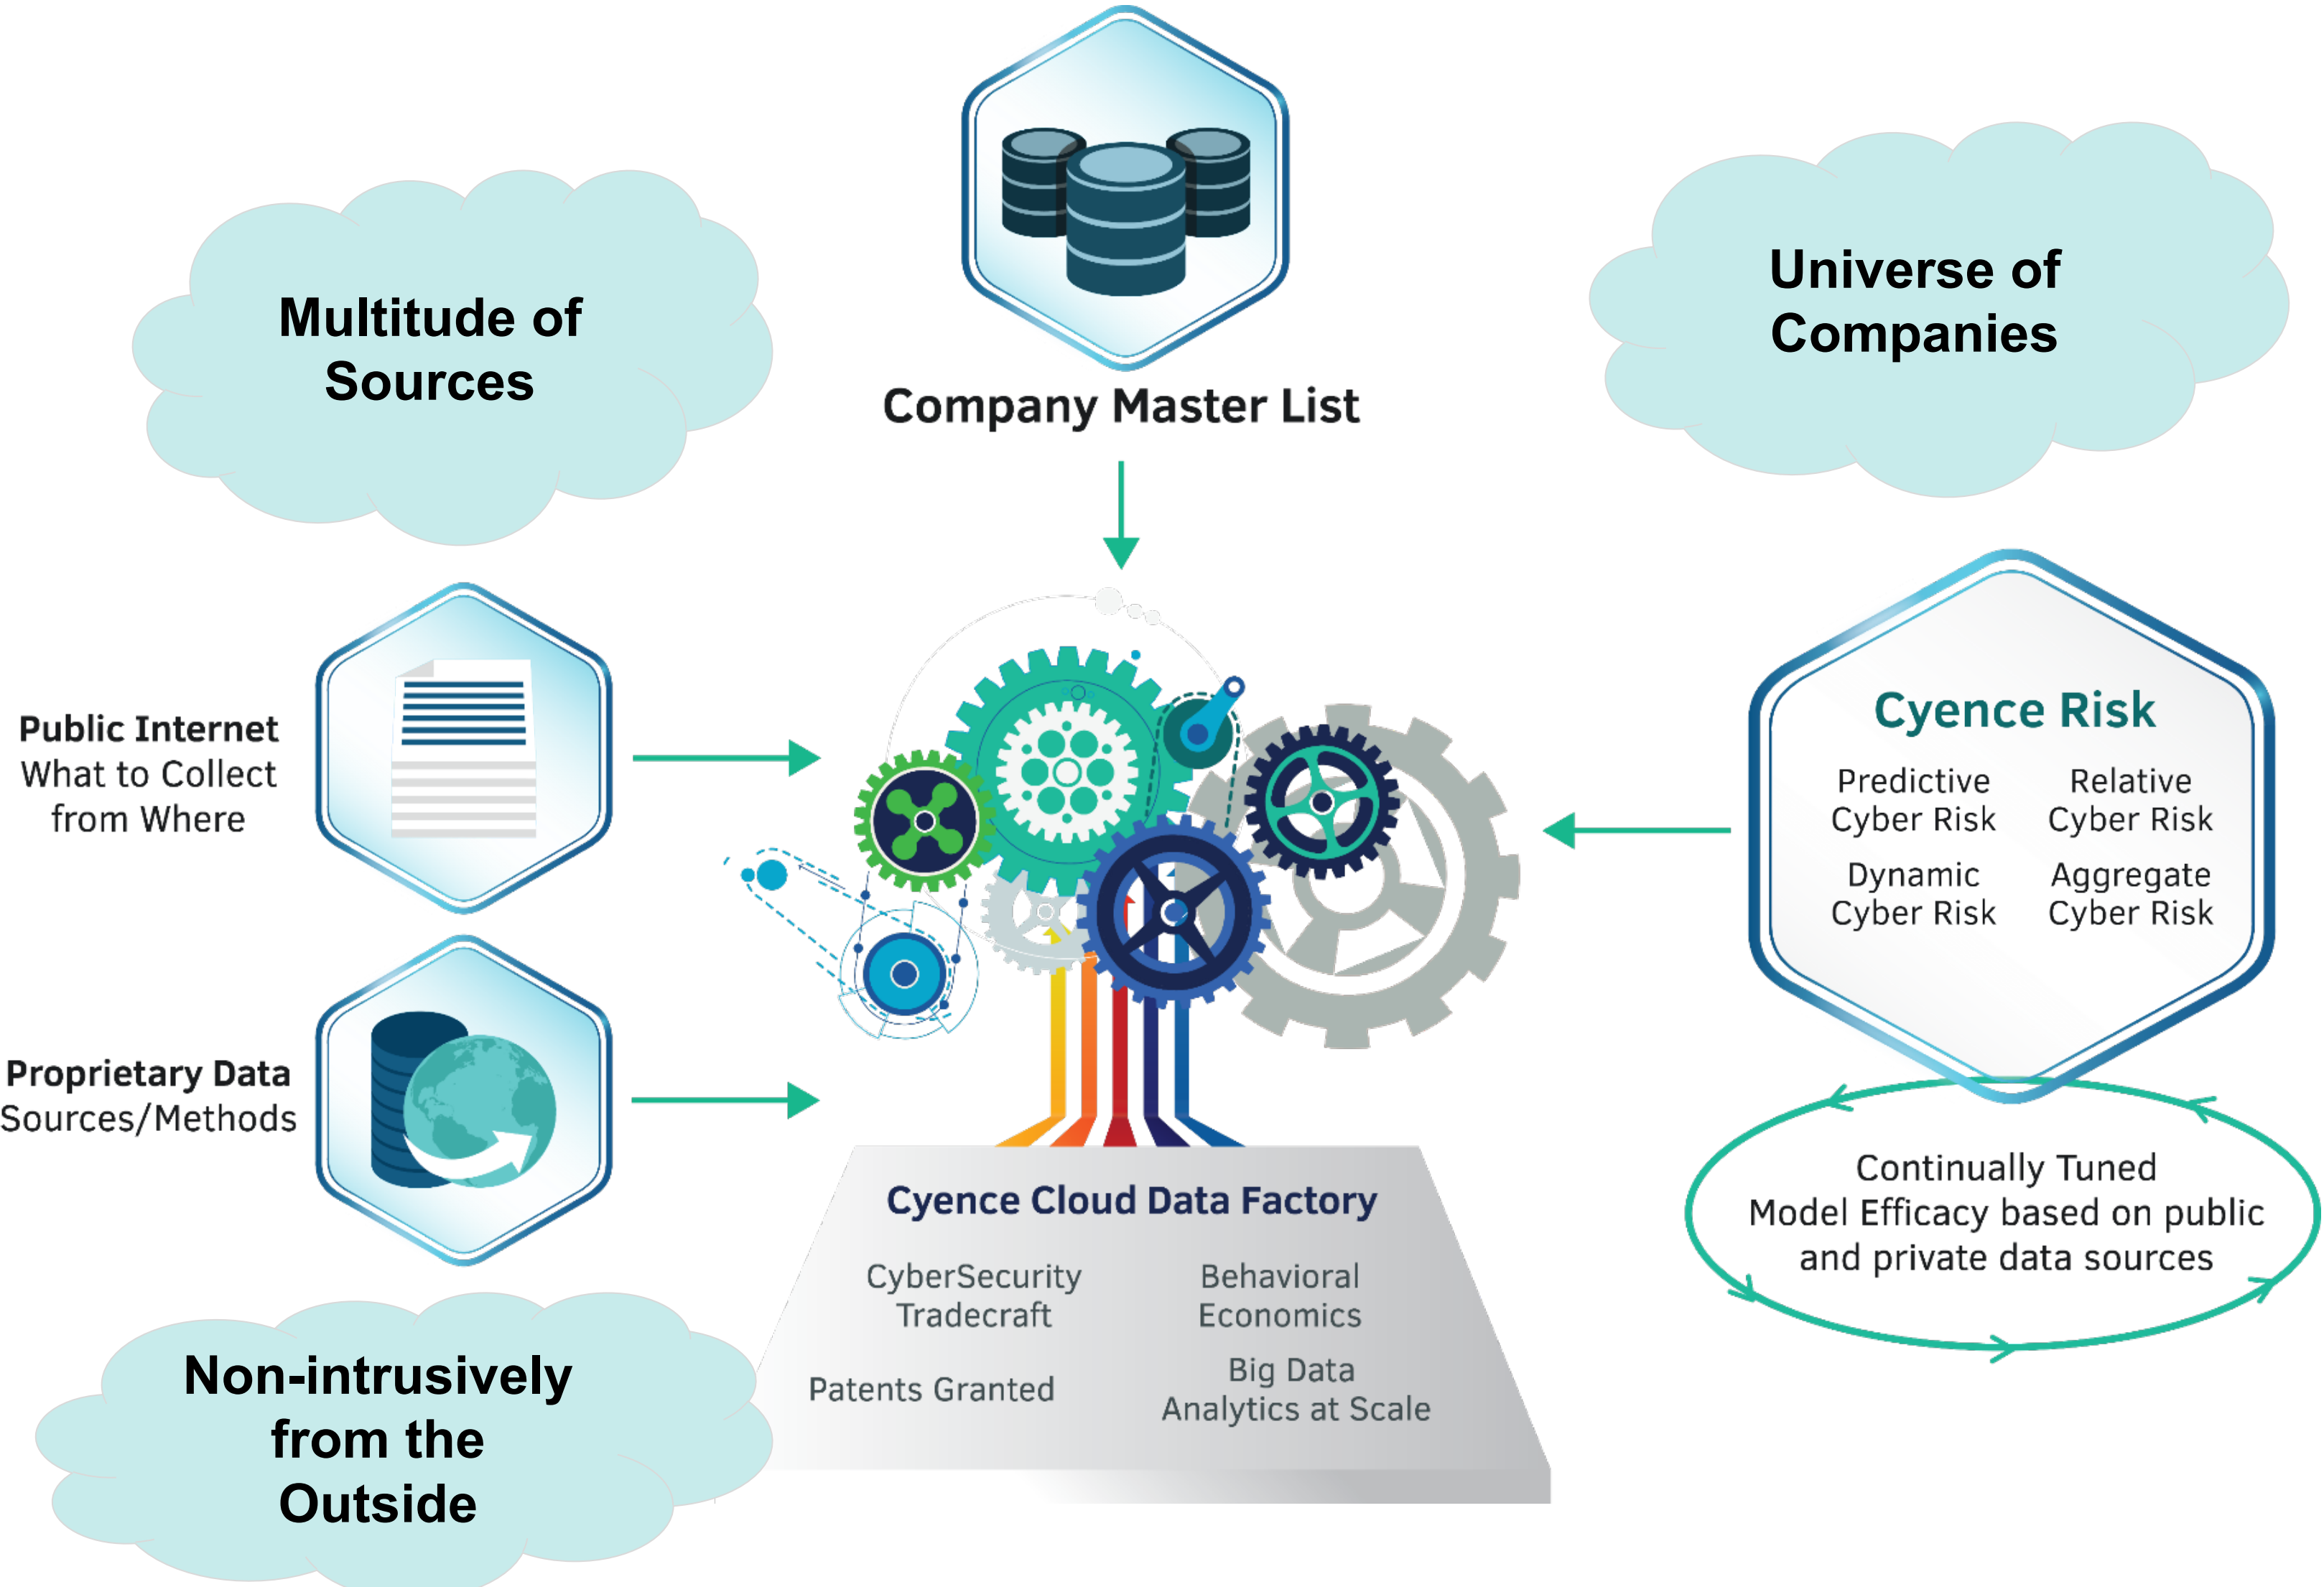 Multitude of
Sources
Company Master List
Universe of
Companies
Public Internet
What to Collect
from Where
Proprietary Data
Sources/Methods
Non-intrusively
from the
Outside
Cyence Cloud Data Factory
CyberSecurity
Tradecraft
Behavioral
Economics
Patents Granted
Big Data
Analytics at Scale
Cyence Risk
Predictive
Cyber Risk
Relative
Cyber Risk
Dynamic
Cyber Risk
Aggregate
Cyber Risk
Continually Tuned
Model Efficacy based on public
and private data sources